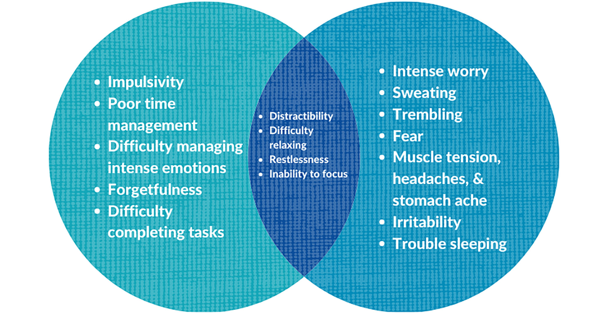 • Impulsivity
• Poor time
management
• Difficulty managing
intense emotions
• Forgetfulness
• Difficulty
completing tasks
• Distractibility
• Difficulty
relaxing
• Restlessness
• Inability to focus
• Intense worry
• Sweating
• Trembling
• Fear
• Muscle tension,
headaches, &
stomach ache
• Irritability
• Trouble sleeping